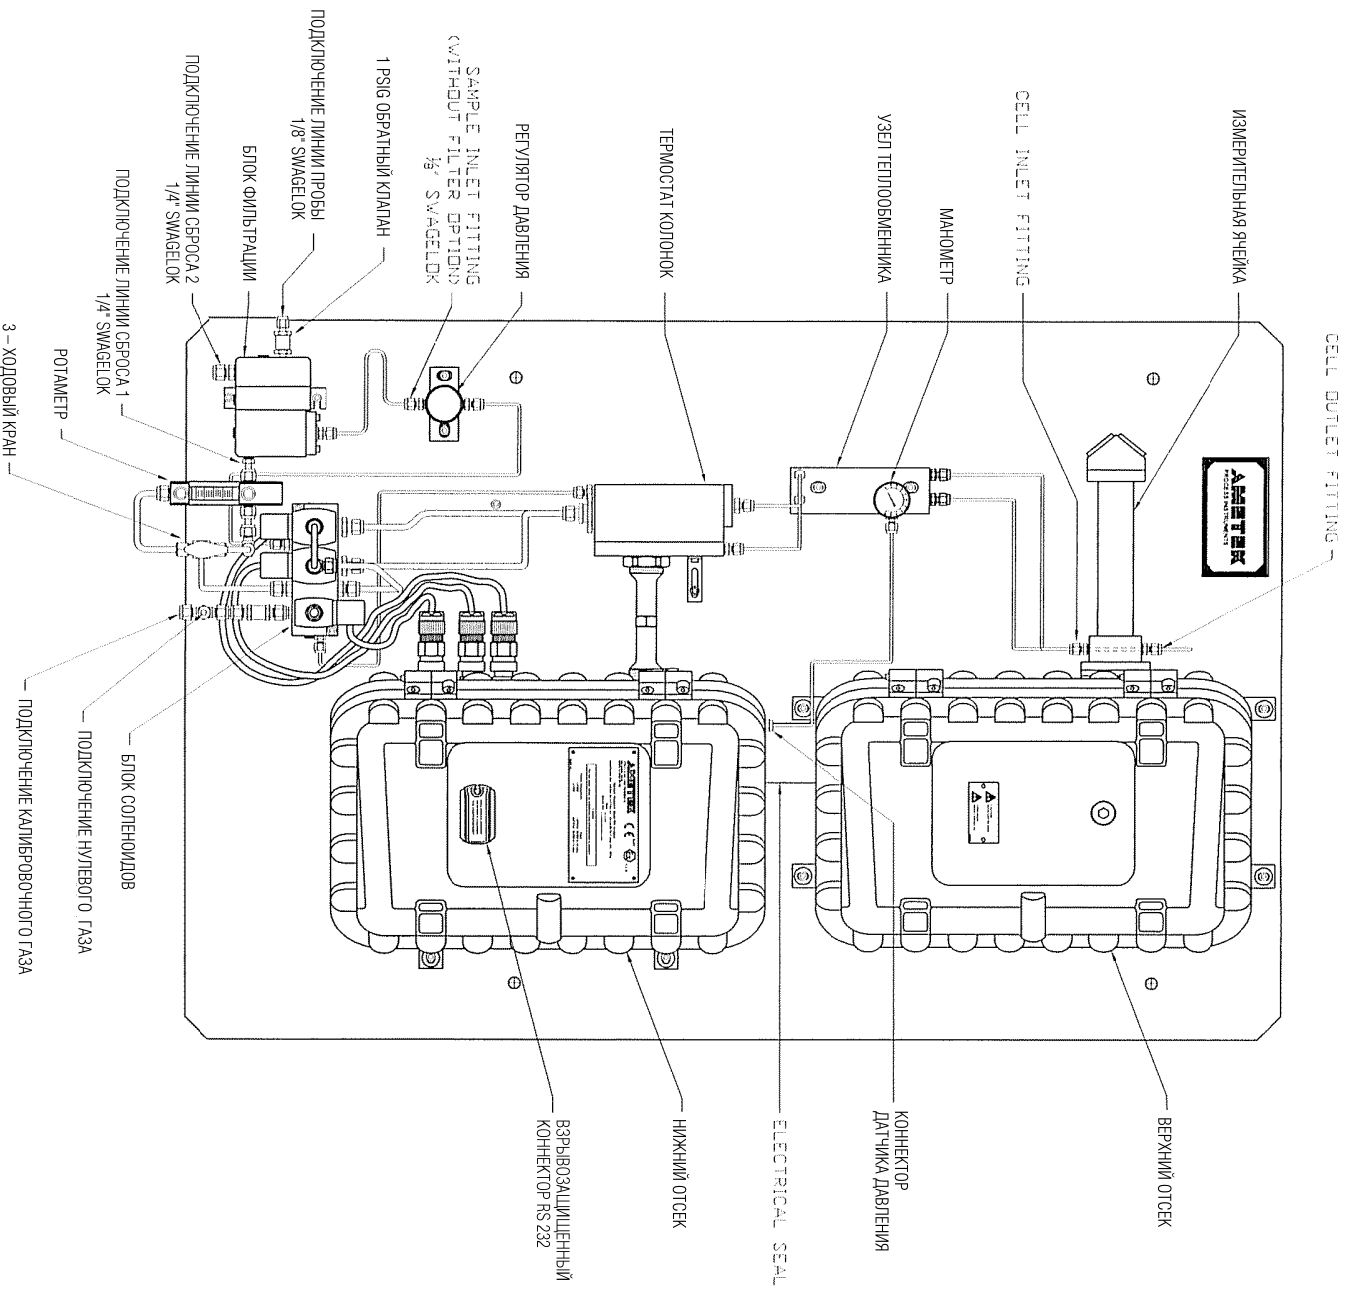 CELL OUTLET FITTING
ИЗМЕРИТЕЛЬНАЯ ЯЧЕЙКА
CELL INLET FITTING
МАНОМЕТР
УЗЕЛ ТЕПЛООБМЕННИКА
ТЕРМОСТАТ КОЛОНОК
РЕГУЛЯТОР ДАВЛЕНИЯ
SAMPLE INLET FITTING
(WITHOUT FILTER OPTION)
⅛" SWAGELOK
1 PSIG ОБРАТНЫЙ КЛАПАН
ПОДКЛЮЧЕНИЕ ЛИНИИ ПРОБЫ
1/8" SWAGELOK
БЛОК ФИЛЬТРАЦИИ
ПОДКЛЮЧЕНИЕ ЛИНИИ СБРОСА 2
1/4" SWAGELOK
ПОДКЛЮЧЕНИЕ ЛИНИИ СБРОСА 1
1/4" SWAGELOK
РОТАМЕТР
3 – ХОДОВЫЙ КРАН
AMETEK
PROCESS INSTRUMENTS
AMETEK
CE
ВЕРХНИЙ ОТСЕК
КОННЕКТОР
ДАТЧИКА ДАВЛЕНИЯ
ELECTRICAL SEAL
НИЖНИЙ ОТСЕК
ВЗРЫВОЗАЩИЩЕННЫЙ
КОННЕКТОР RS 232
БЛОК СОЛЕНОИДОВ
ПОДКЛЮЧЕНИЕ НУЛЕВОГО ГАЗА
ПОДКЛЮЧЕНИЕ КАЛИБРОВОЧНОГО ГАЗА